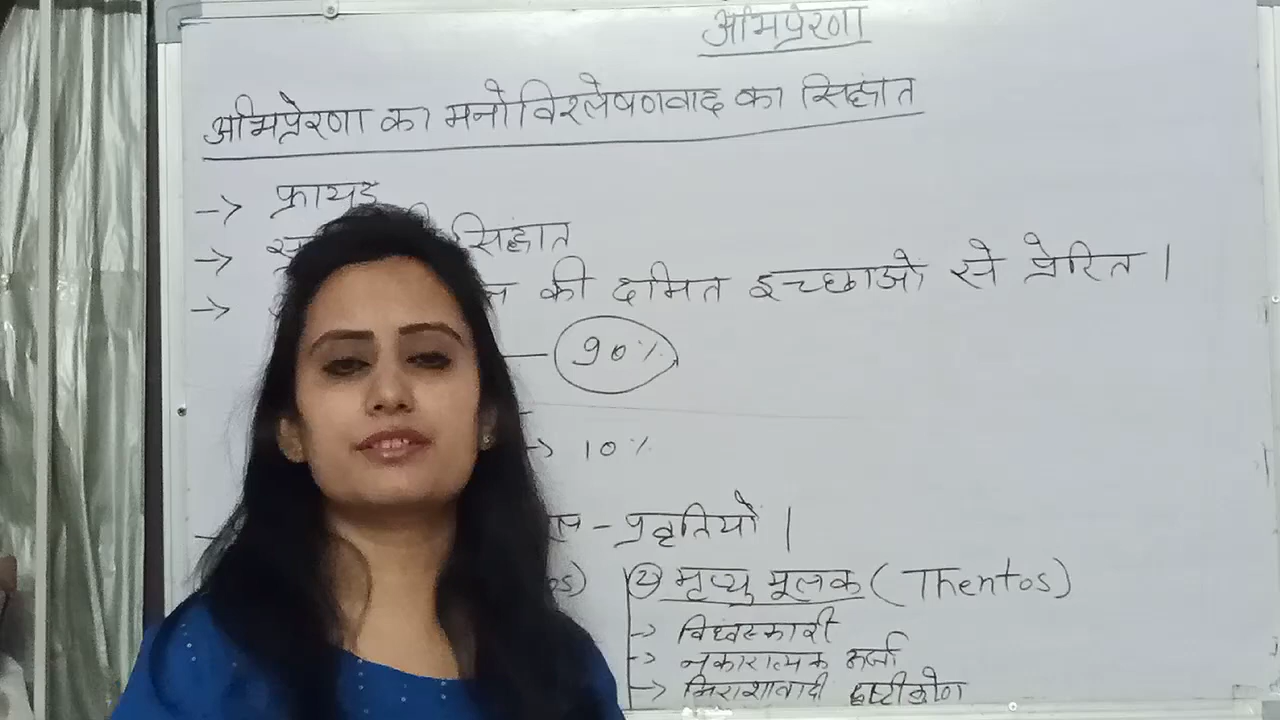 अभिप्रेरणा
अभिप्रेरणा का मनोविश्लेषणवाद का सिद्धांत
-> फ्रायड
-> सिद्धांत
-> की दमित इच्छाओ से प्रेरित |
90%
-> 10%
- प्रवृतियों |
os) ② मृत्यु मूलक (Thentos)
-> विध्वंसकारी
-> नकारात्मक ऊर्जा
-> निराशावादी दृष्टीकोण